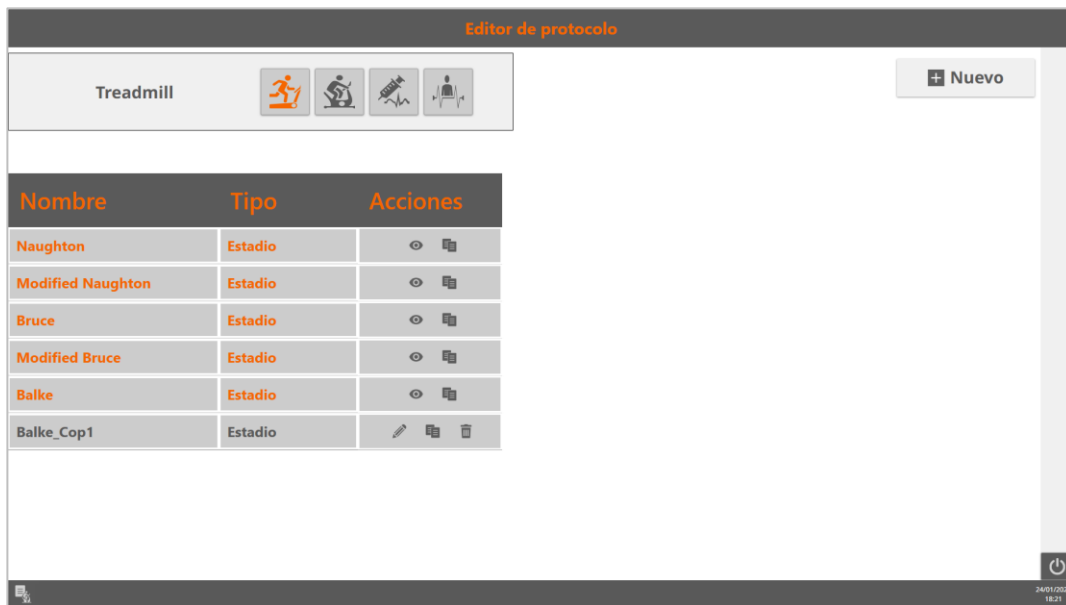 Editor de protocolo
Treadmill
Nuevo
Nombre Tipo Acciones
Naughton Estadio
Modified Naughton Estadio
Bruce Estadio
Modified Bruce Estadio
Balke Estadio
Balke_Cop1 Estadio
18:21